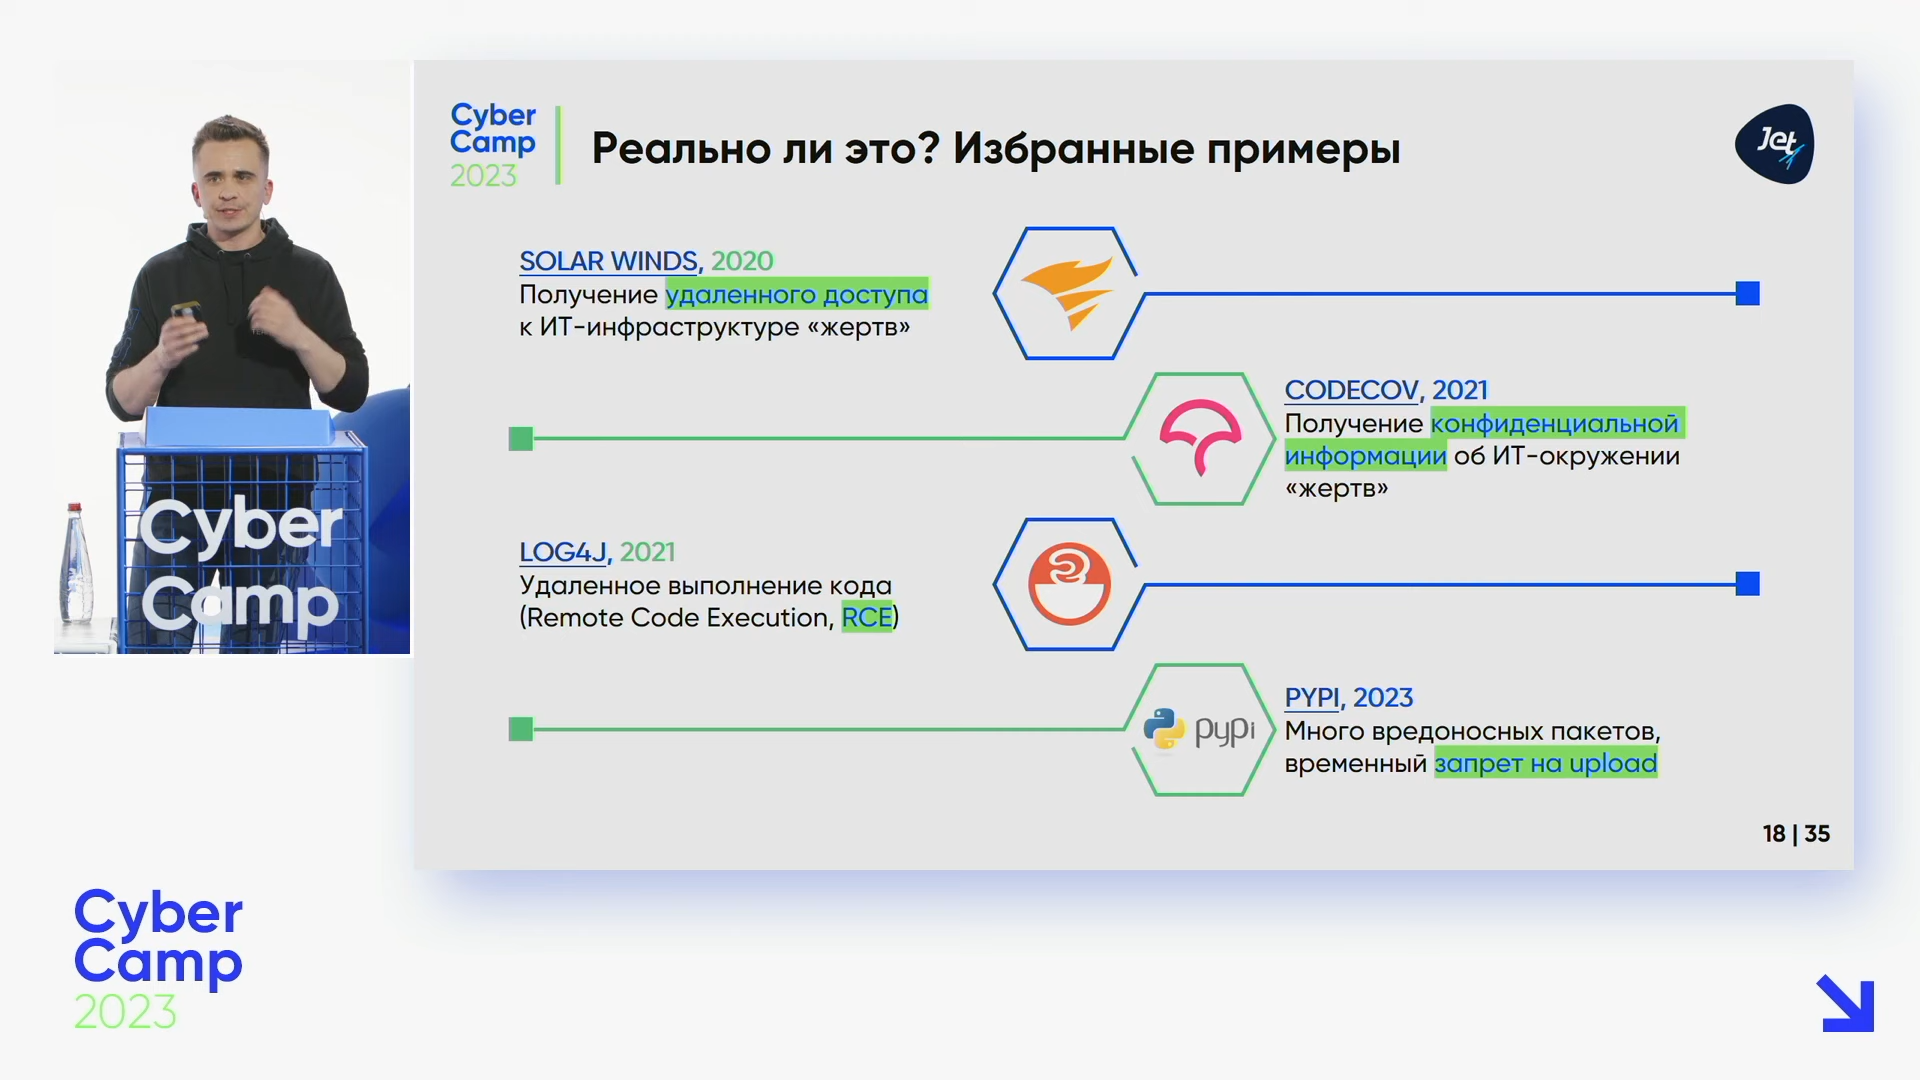 Cyber
Camp
2023
Реально ли это? Избранные примеры
Jet
SOLAR WINDS, 2020
Получение удаленного доступа
к ИТ-инфраструктуре «жертв»
CODECOV, 2021
Получение конфиденциальной
информации об ИТ-окружении
«жертв»
LOG4J, 2021
Удаленное выполнение кода
(Remote Code Execution, RCE)
pypi
PYPI, 2023
Много вредоносных пакетов,
временный запрет на upload
18 | 35
Cyber
Camp
Cyber
Camp
2023